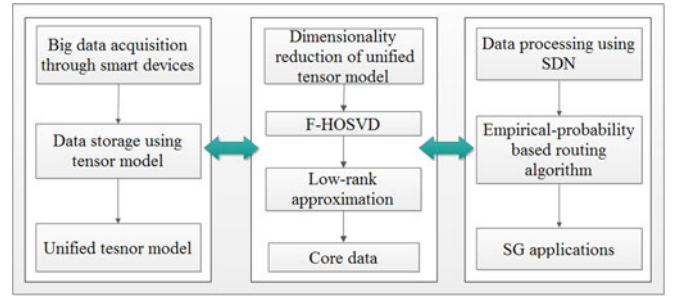 Big data acquisition
through smart devices
Data storage using
tensor model
Unified tesnor model
Dimensionality
reduction of unified
tensor model
F-HOSVD
Low-rank
approximation
Core data
Data processing using
SDN
Empirical-probability
based routing
algorithm
SG applications